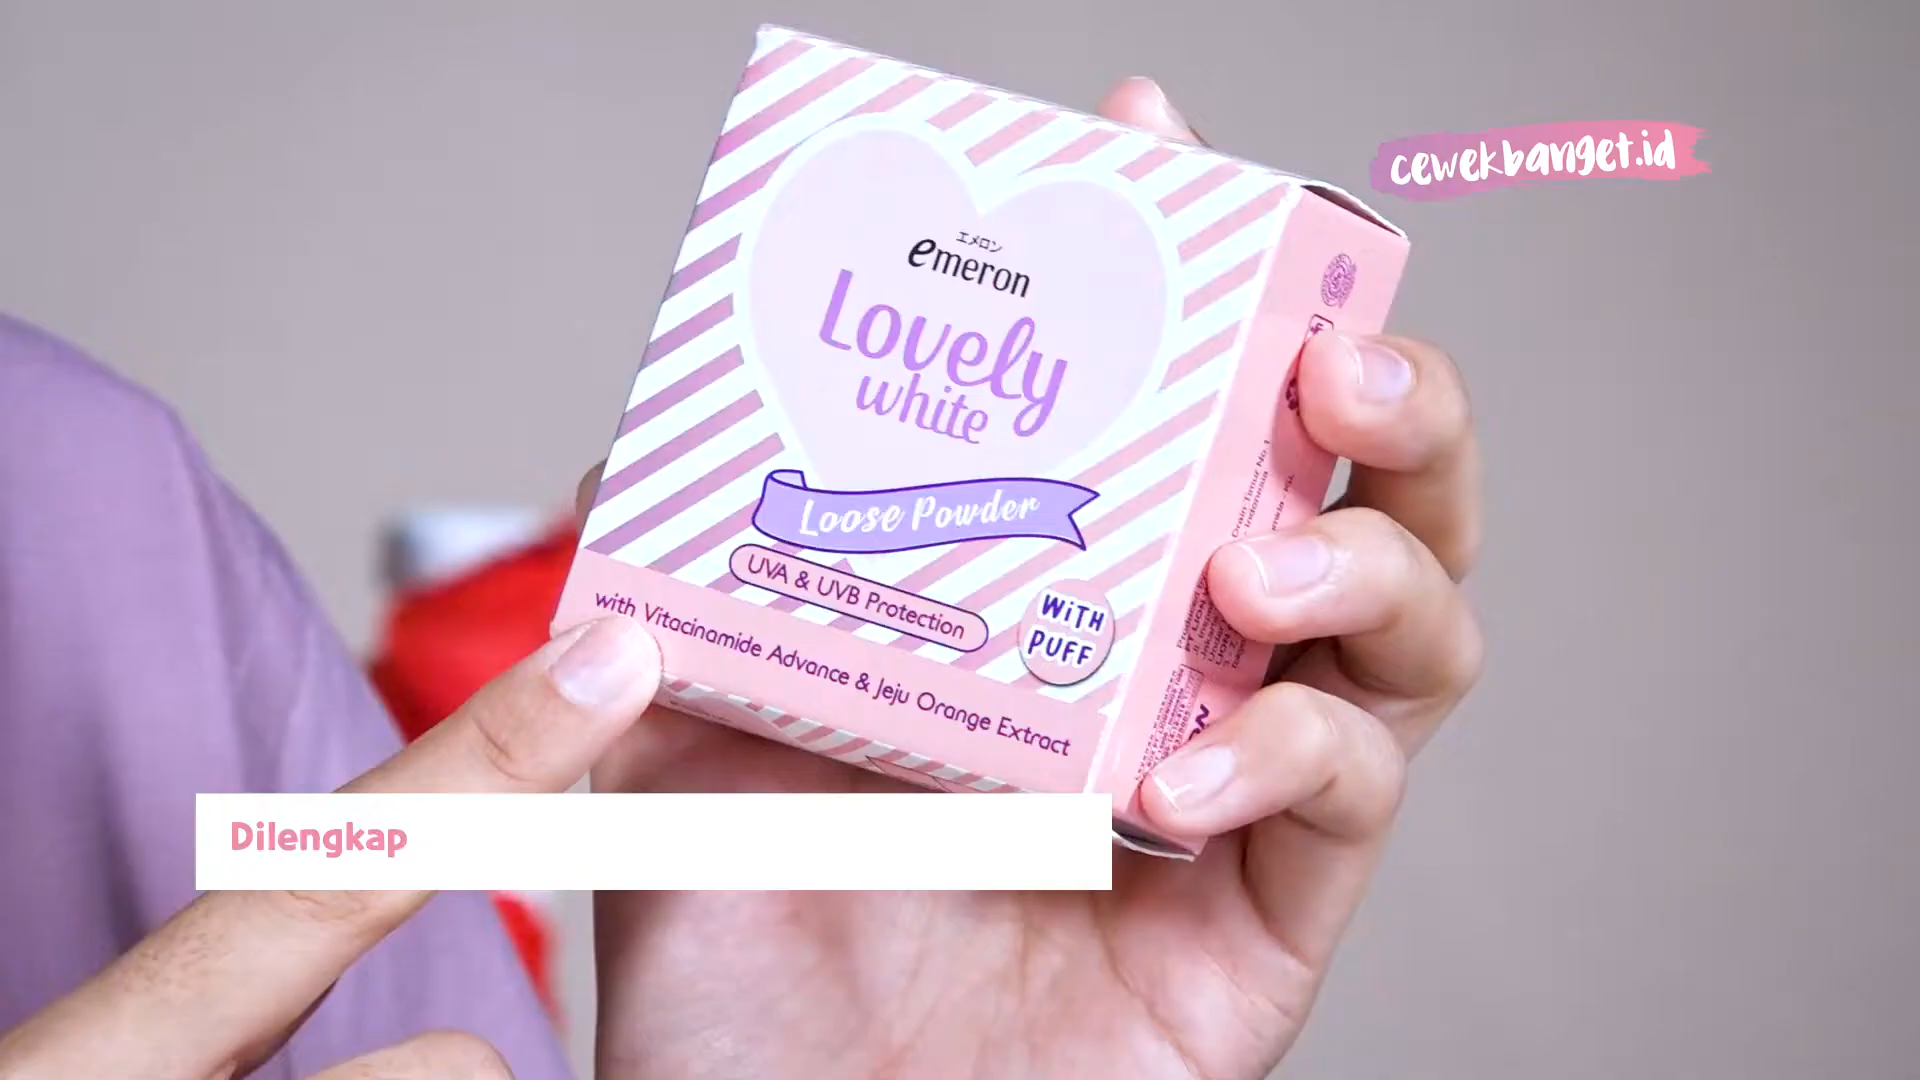 cewekbanget.id
エメロン
emeron
Lovely
white
Loose Powder
UVA & UVB Protection
WiTH
PUFF
with Vitacinamide Advance & Jeju Orange Extract
Dilengkap